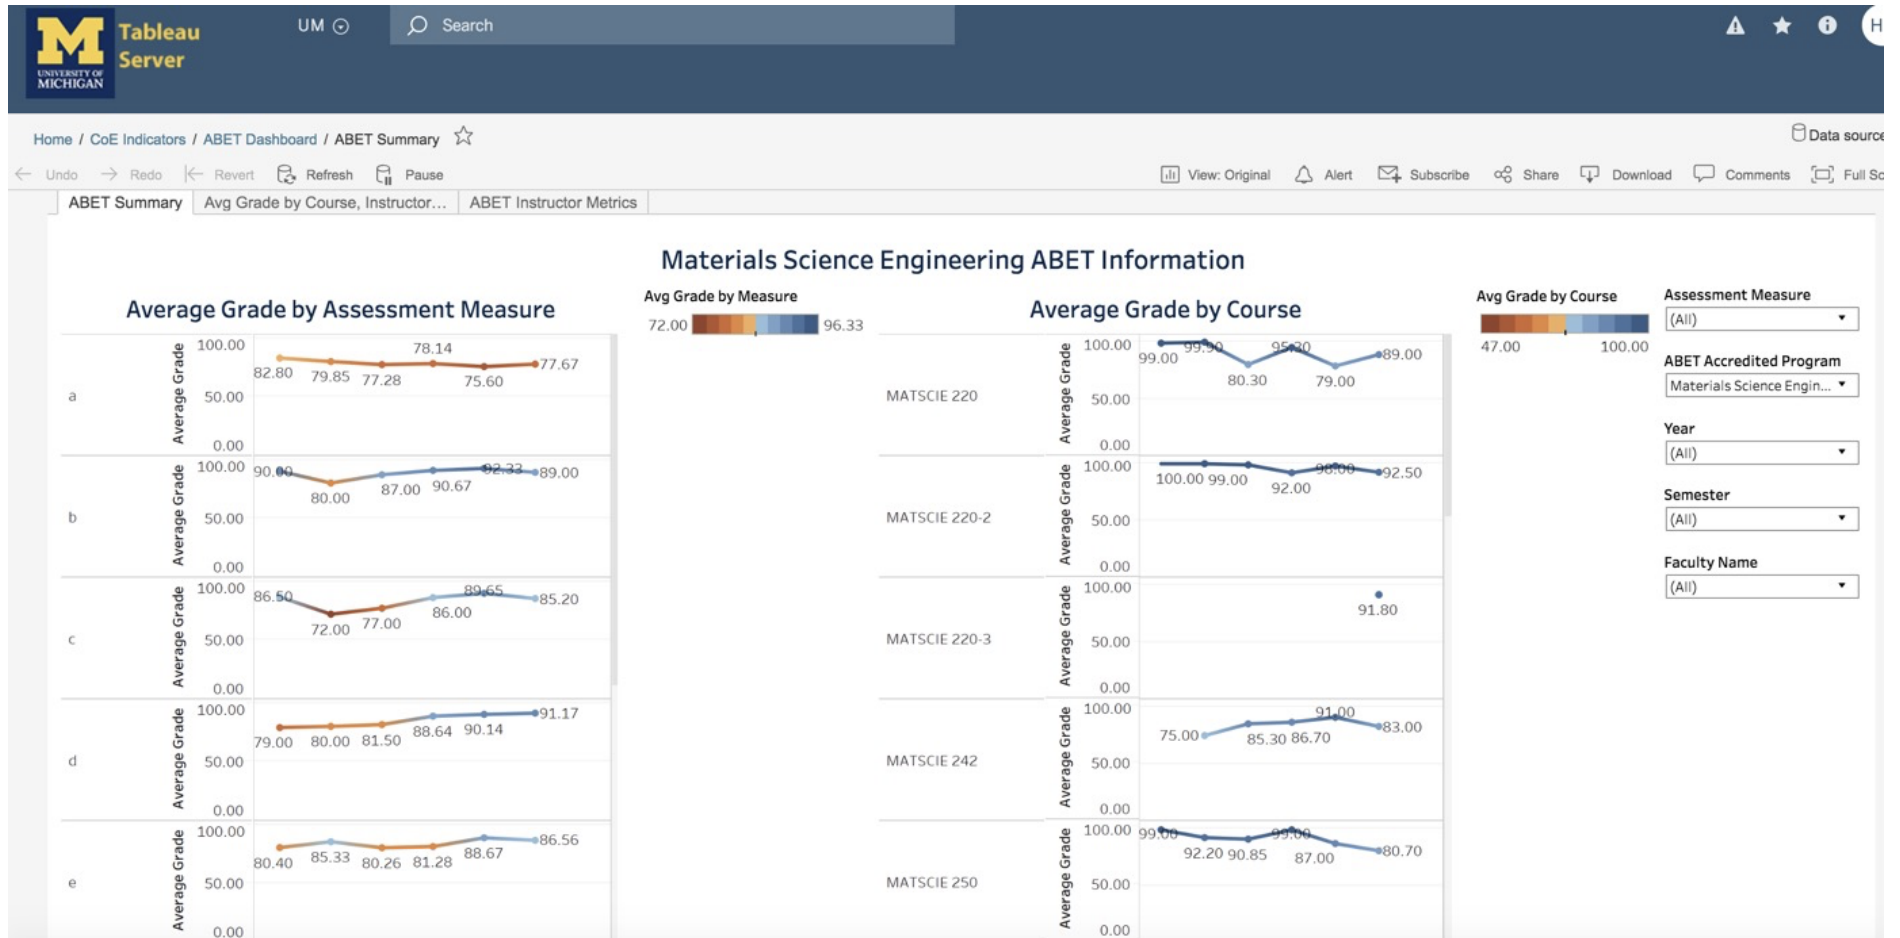 M
UNIVERSITY OF
MICHIGAN
Tableau
Server
UM
Search
H
Home / CoE Indicators / ABET Dashboard / ABET Summary
Data source
Undo Redo Revert Refresh Pause
View: Original Alert Subscribe Share Download Comments Full Sc
ABET Summary Avg Grade by Course, Instructor... ABET Instructor Metrics
Materials Science Engineering ABET Information
Average Grade by Assessment Measure
Avg Grade by Measure
72.00 96.33
a
Average Grade
100.00
50.00
0.00
82.80 79.85 77.28 78.14 75.60 77.67
b
Average Grade
100.00
50.00
0.00
90.00 80.00 87.00 90.67 92.33 89.00
c
Average Grade
100.00
50.00
0.00
86.50 72.00 77.00 86.00 89.65 85.20
d
Average Grade
100.00
50.00
0.00
79.00 80.00 81.50 88.64 90.14 91.17
e
Average Grade
100.00
50.00
0.00
80.40 85.33 80.26 81.28 88.67 86.56
Average Grade by Course
Avg Grade by Course
47.00 100.00
MATSCIE 220
Average Grade
100.00
50.00
0.00
99.00 99.90 80.30 95.30 79.00 89.00
MATSCIE 220-2
Average Grade
100.00
50.00
0.00
100.00 99.00 92.00 98.00 92.50
MATSCIE 220-3
Average Grade
100.00
50.00
0.00
91.80
MATSCIE 242
Average Grade
100.00
50.00
0.00
75.00 85.30 86.70 91.00 83.00
MATSCIE 250
Average Grade
100.00
50.00
0.00
99.00 92.20 90.85 99.00 87.00 80.70
Assessment Measure
(All)
ABET Accredited Program
Materials Science Engin...
Year
(All)
Semester
(All)
Faculty Name
(All)